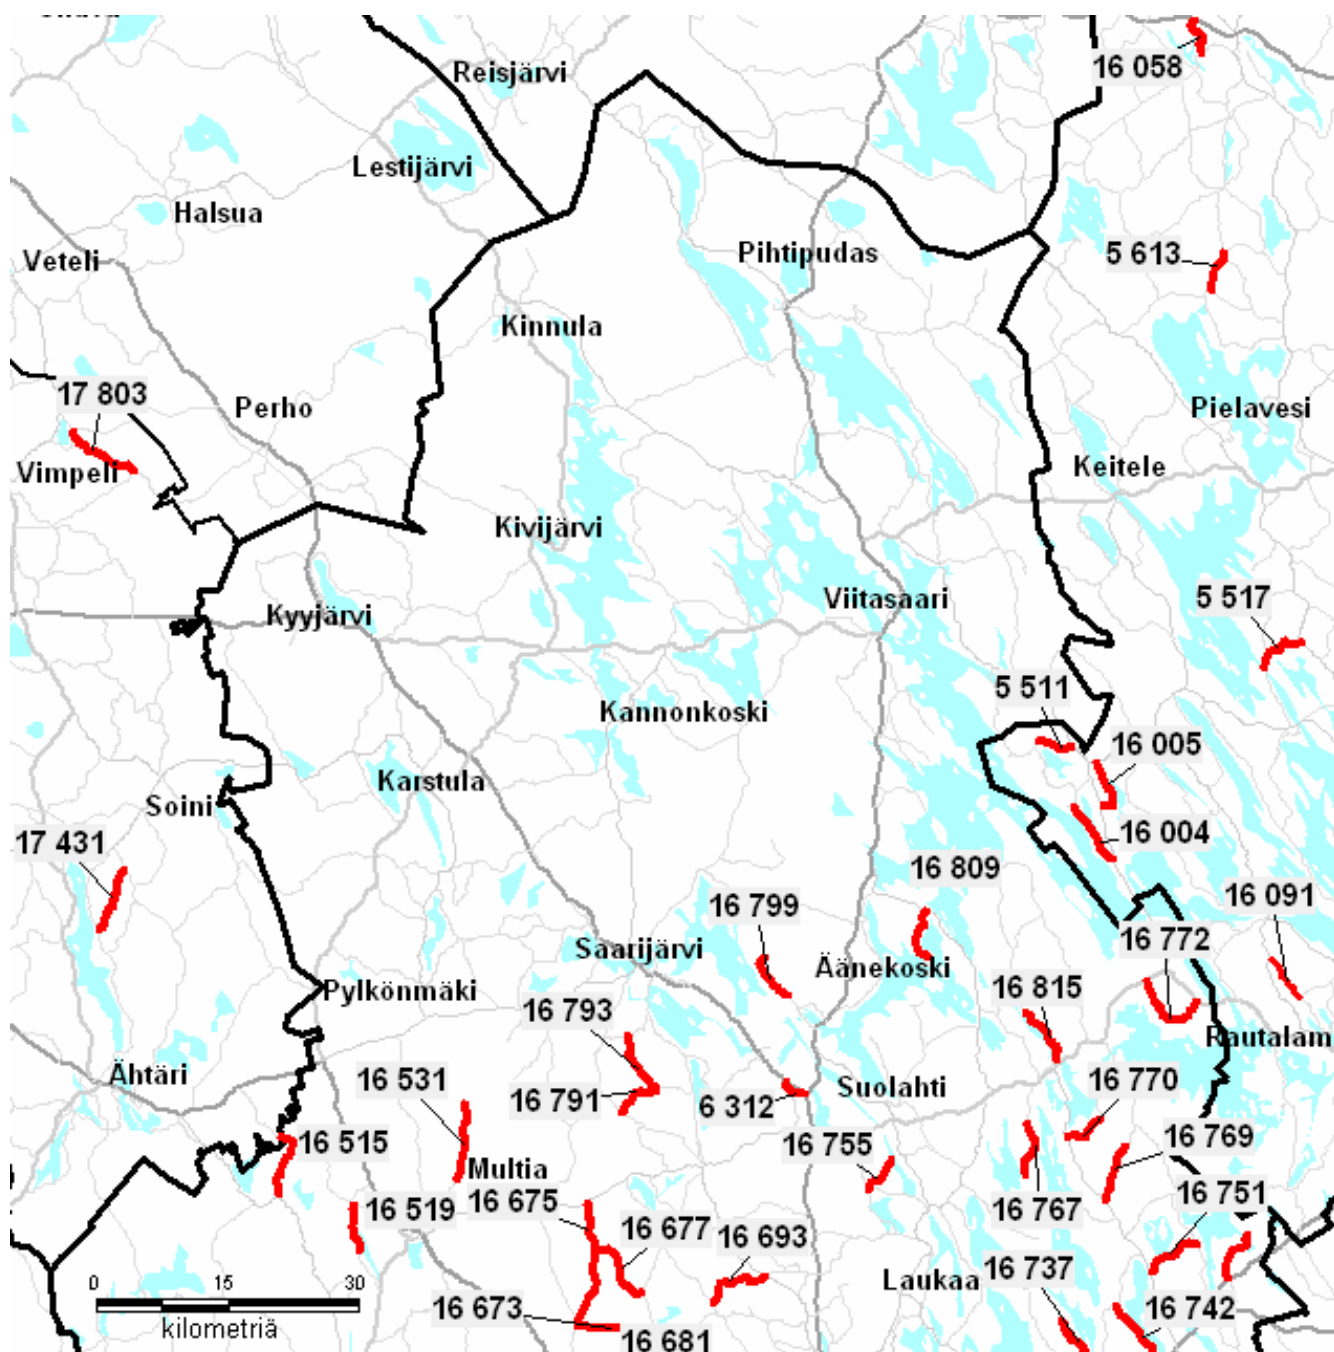 Reisjärvi
16 058
Lestijärvi
Halsua
Veteli
Pihtipudas
5 613
Kinnula
17 803
Perho
Pielavesi
Vimpeli
Keitele
Kivijärvi
Viitasaari
5 517
Kyyjärvi
5 511
Kannonkoski
16 005
Karstula
Soini
16 004
17 431
16 809
16 799
16 091
Saarijärvi
16 772
Äänekoski
Pylkönmäki
16 793
16 815
Rautalam
Ähtäri
16 531
16 791
6 312
Suolahti
16 770
16 515
16 755
16 769
Multia
16 675
16 519
16 767
16 751
16 677
16 693
Laukaa
16 737
0 15 30
kilometriä
16 673
16 742
16 681